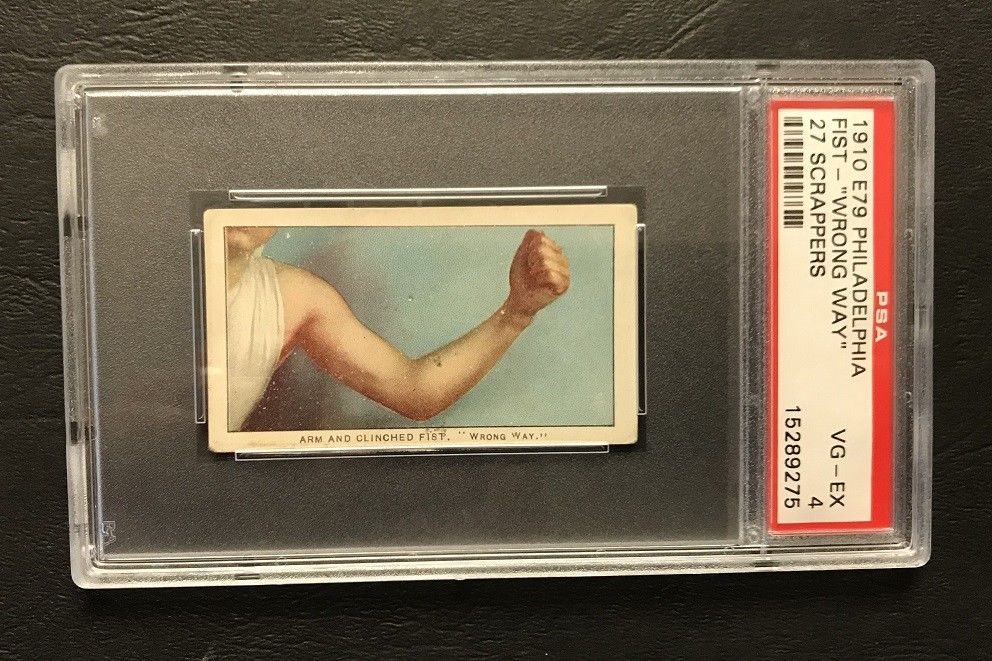 PSA
1910 E79 PHILADELPHIA
FIST-"WRONG WAY" VG-EX
27 SCRAPPERS 4
15289275
ARM AND CLINCHED FIST. "WRONG WAY."